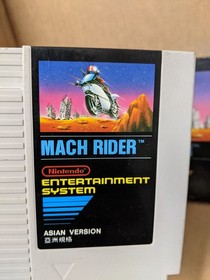 MACH RIDER™
Nintendo
ENTERTAINMENT
SYSTEM
ASIAN VERSION
亞洲規格